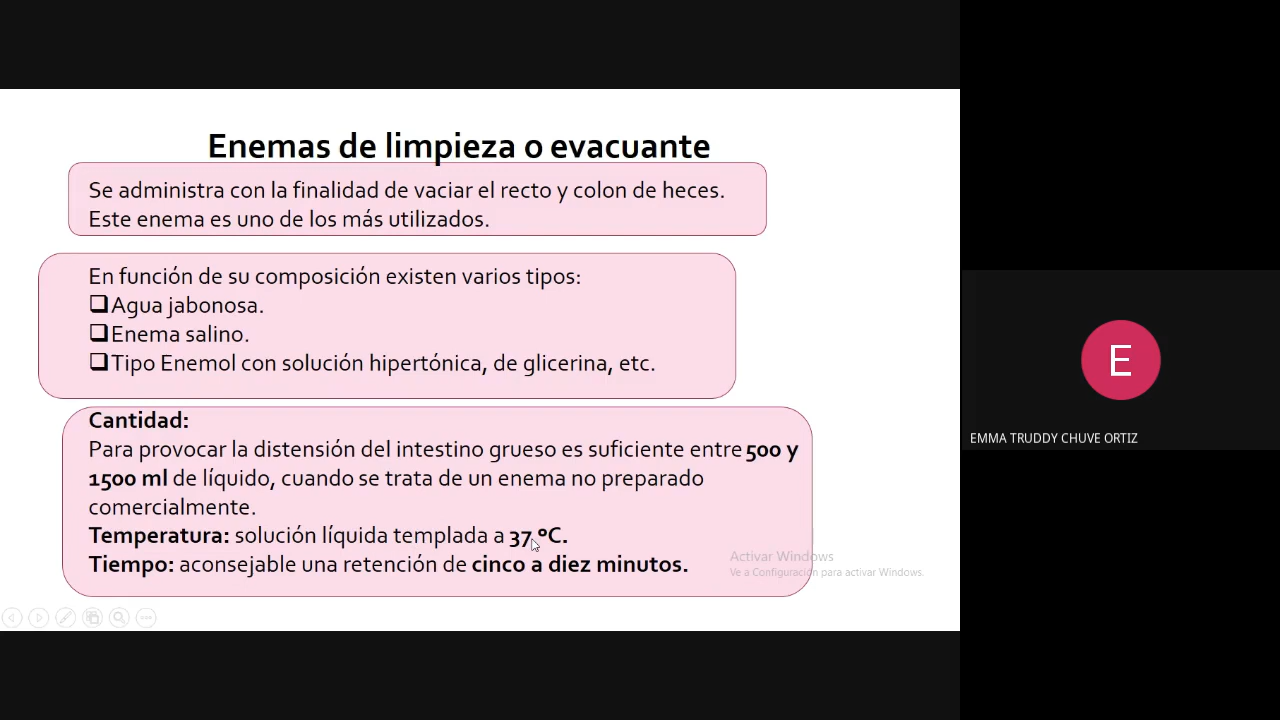 Enemas de limpieza o evacuante
Se administra con la finalidad de vaciar el recto y colon de heces.
Este enema es uno de los más utilizados.
En función de su composición existen varios tipos:
❑Agua jabonosa.
❑Enema salino.
❑Tipo Enemol con solución hipertónica, de glicerina, etc.
Cantidad:
Para provocar la distensión del intestino grueso es suficiente entre 500 y
1500 ml de líquido, cuando se trata de un enema no preparado
comercialmente.
Temperatura: solución líquida templada a 37 ºC.
Tiempo: aconsejable una retención de cinco a diez minutos.
Activar Windows
Ve a Configuración para activar Windows.
E
EMMA TRUDDY CHUVE ORTIZ